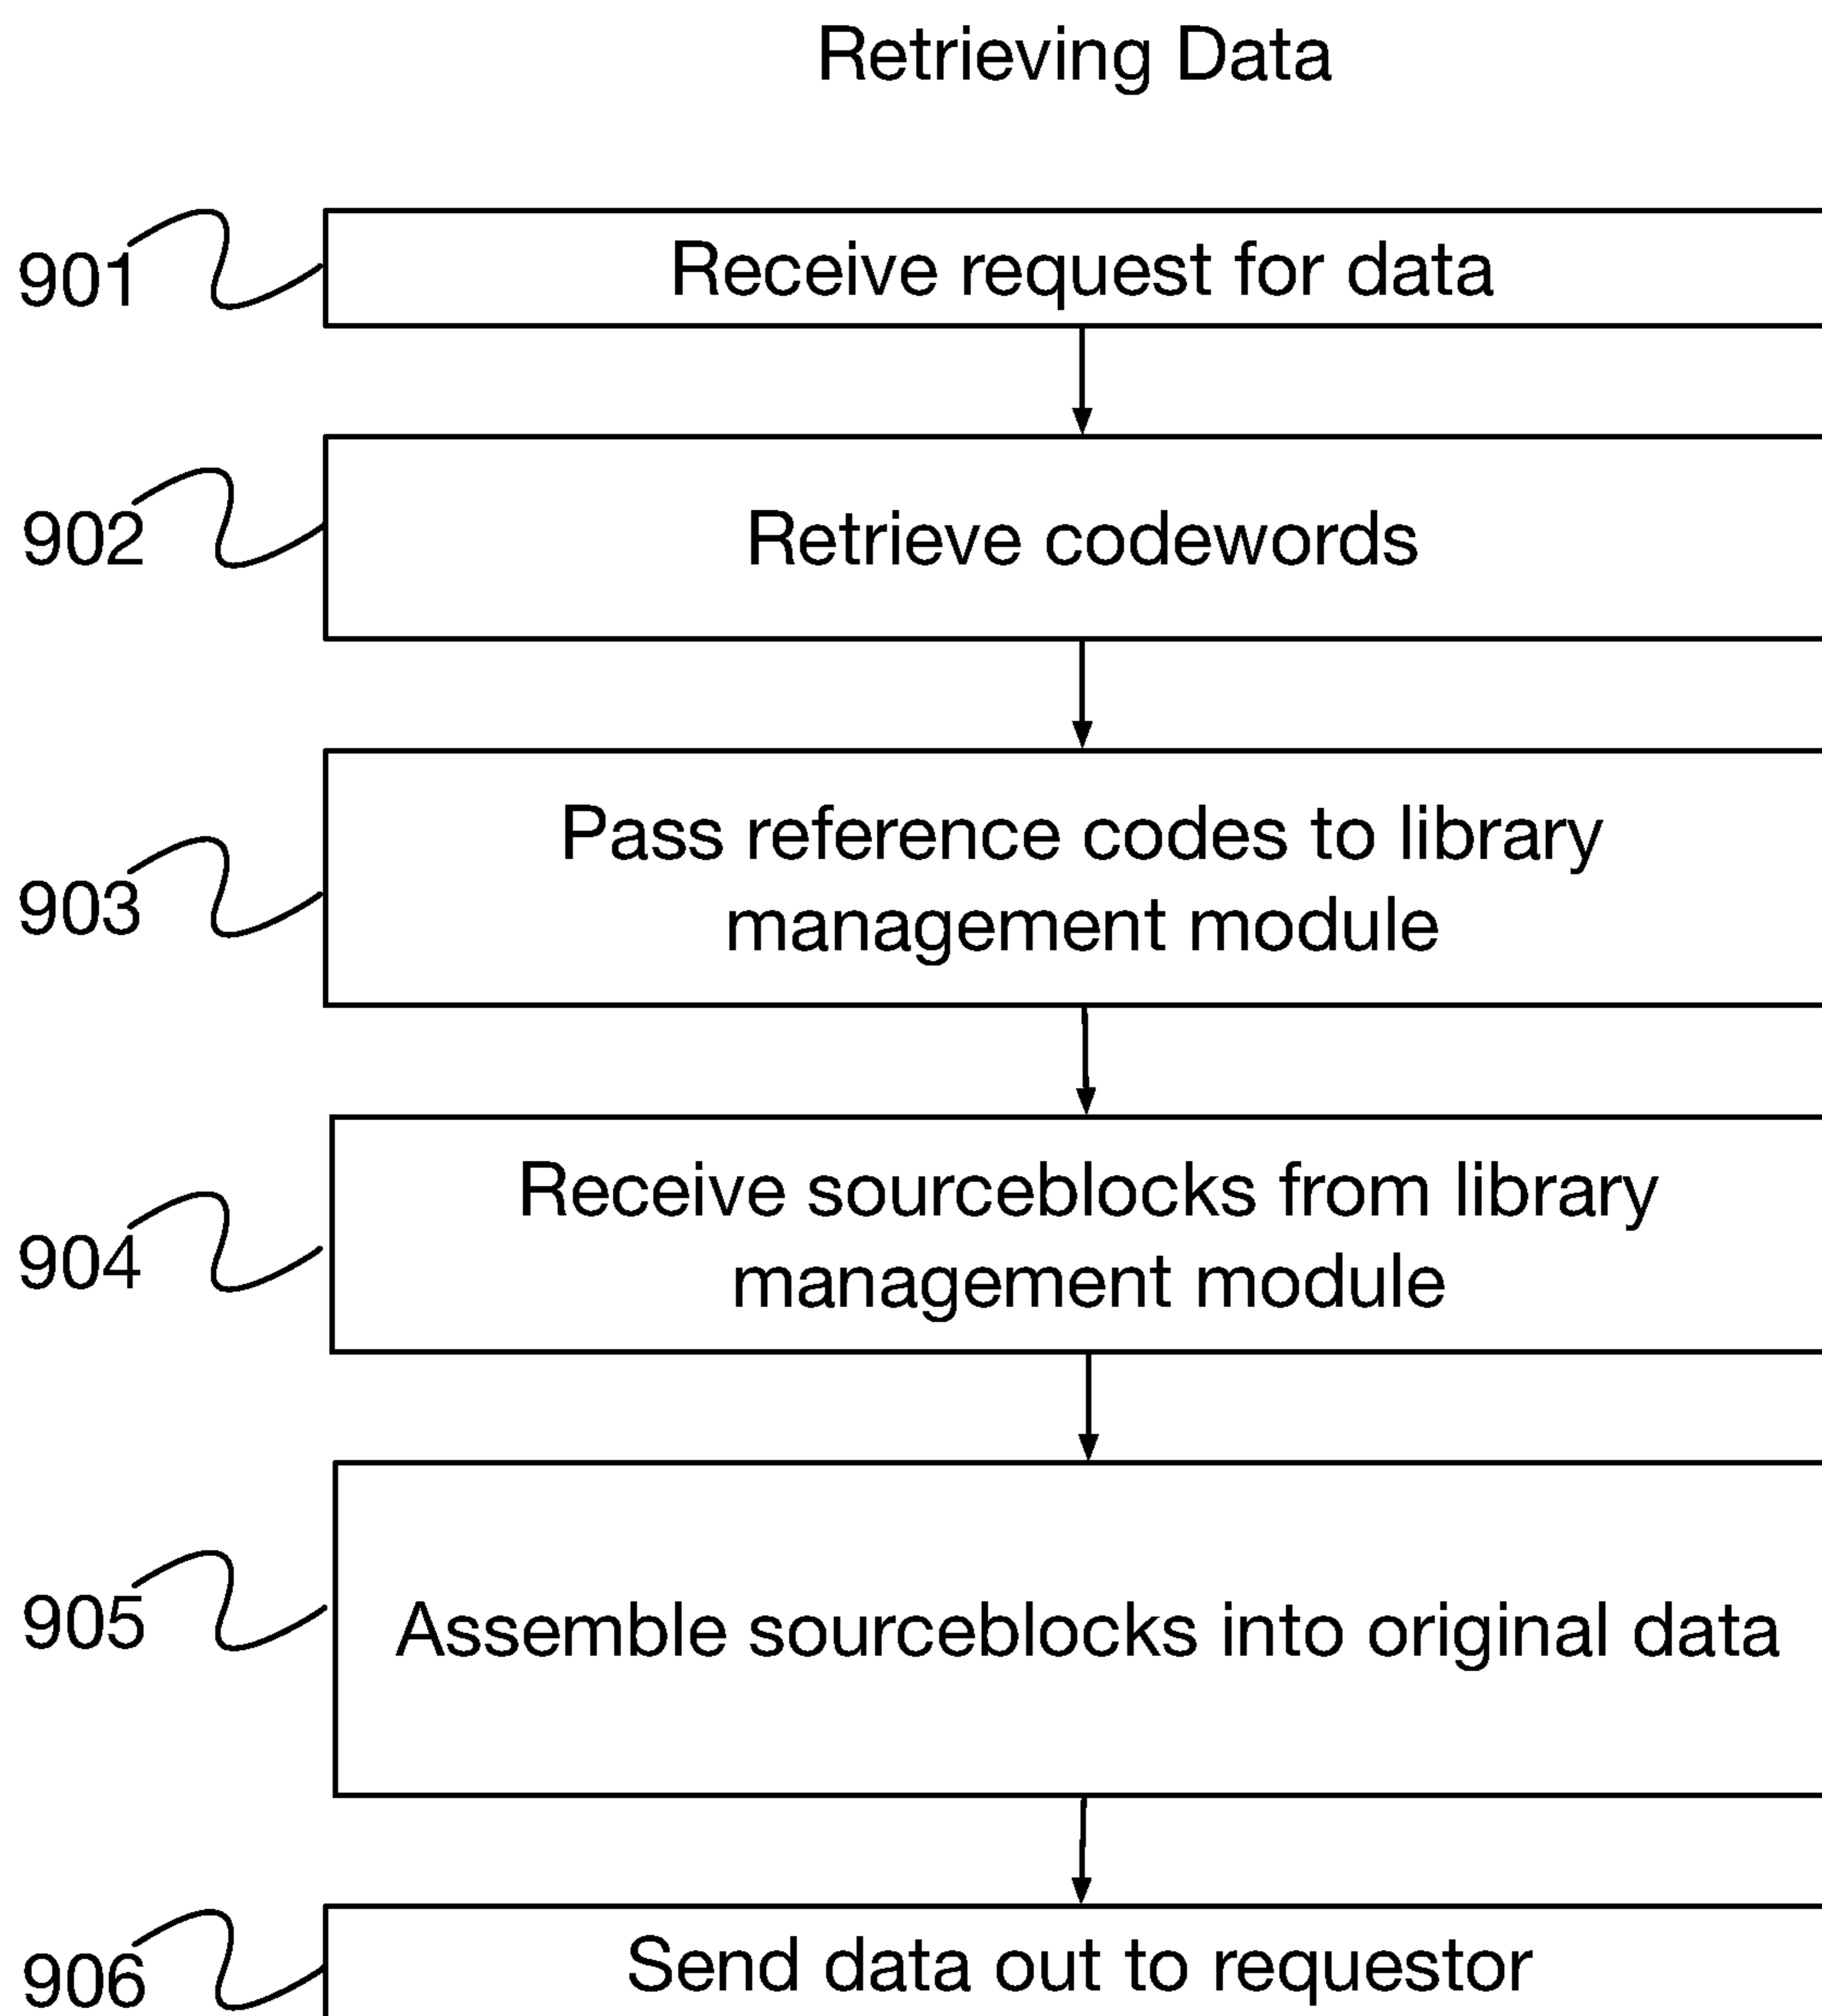 Retrieving Data
901
Receive request for data
902
Retrieve codewords
903
Pass reference codes to library
management module
904
Receive sourceblocks from library
management module
905
Assemble sourceblocks into original data
906
Send data out to requestor